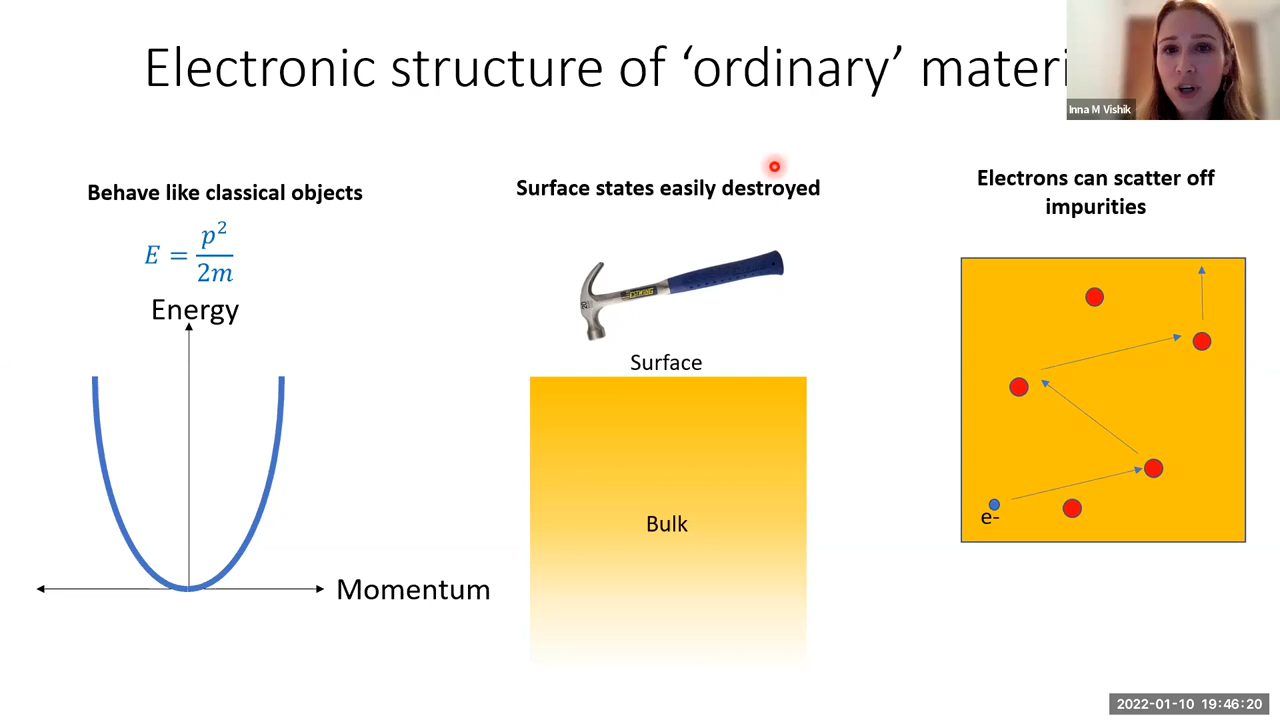 Electronic structure of ‘ordinary’ materi
Inna M Vishik
Behave like classical objects
E = p²/2m
Energy
Momentum
Surface states easily destroyed
ESTWING
Surface
Bulk
Electrons can scatter off
impurities
e-
2022-01-10 19:46:20